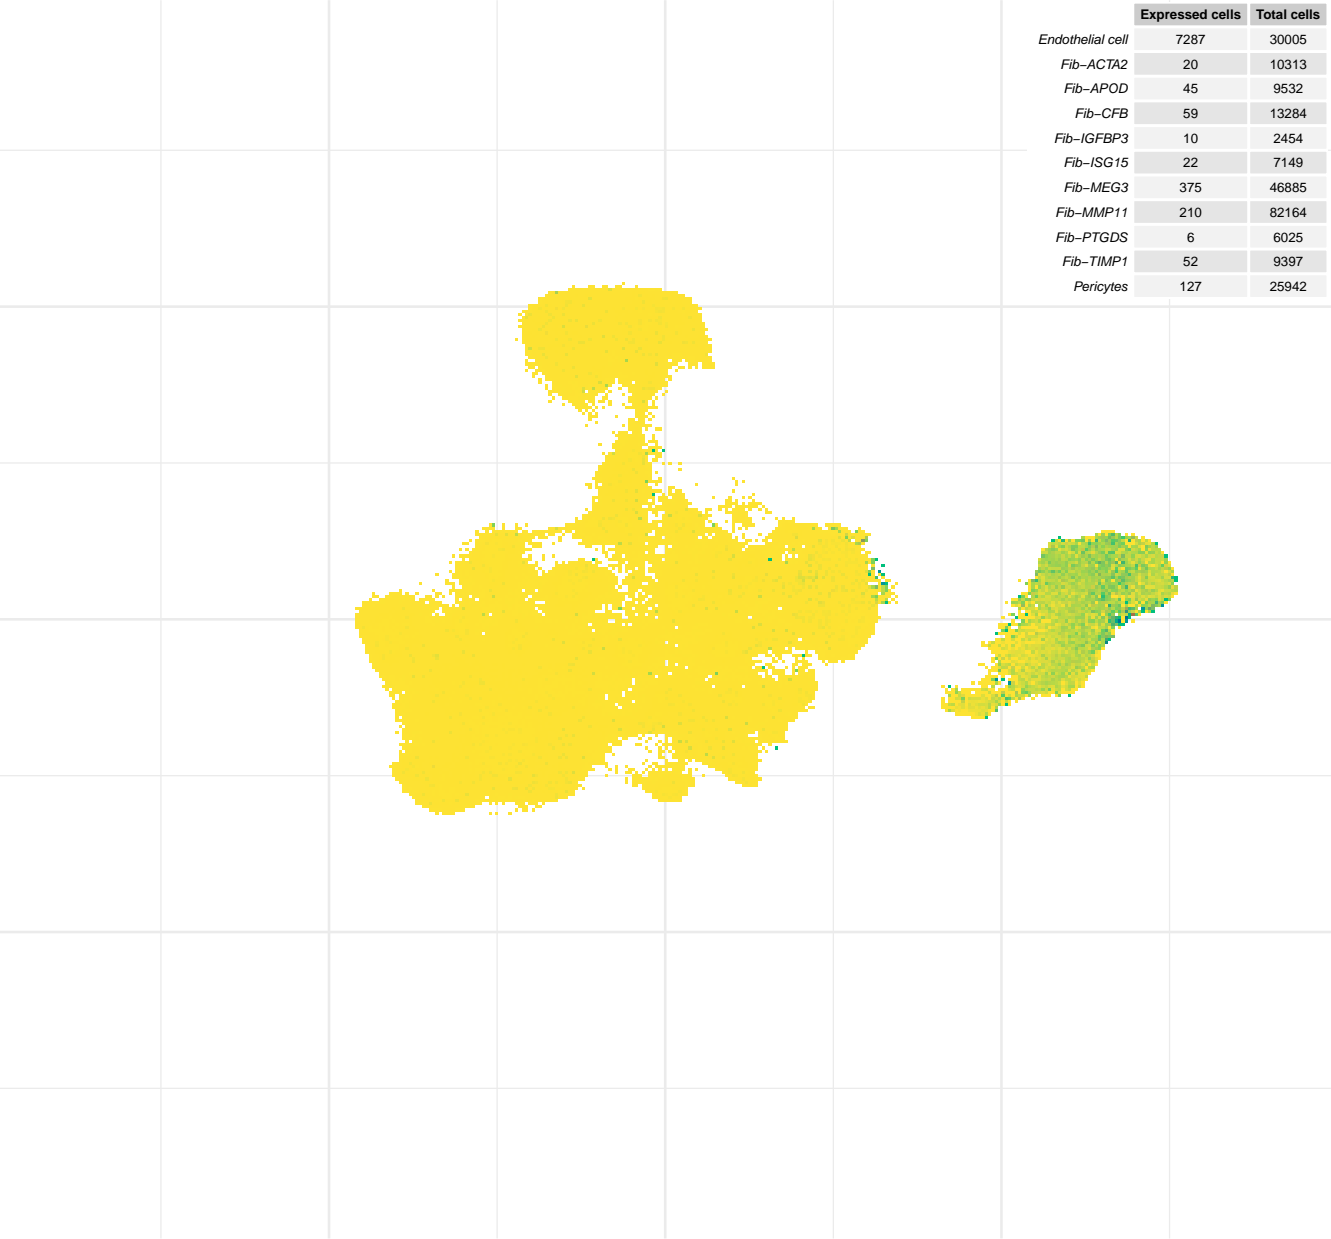 Expressed cells Total cells
Endothelial cell 7287 30005
Fib−ACTA2 20 10313
Fib−APOD 45 9532
Fib−CFB 59 13284
Fib−IGFBP3 10 2454
Fib−ISG15 22 7149
Fib−MEG3 375 46885
Fib−MMP11 210 82164
Fib−PTGDS 6 6025
Fib−TIMP1 52 9397
Pericytes 127 25942